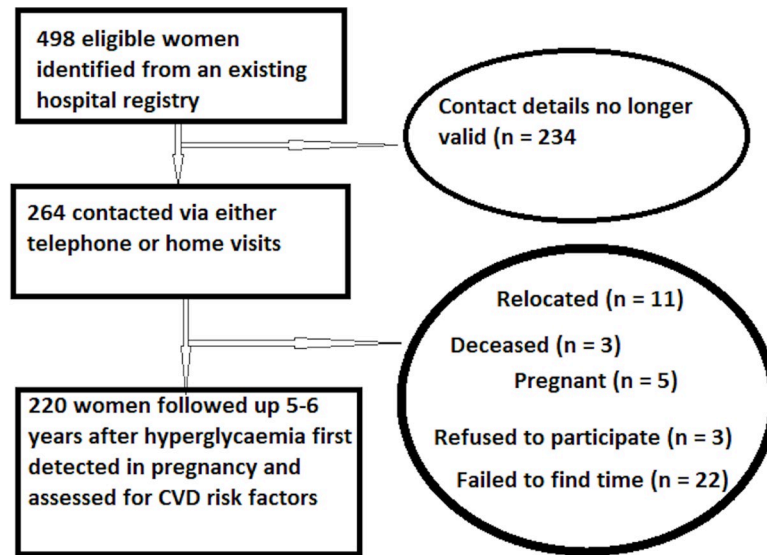 498 eligible women
identified from an existing
hospital registry
Contact details no longer
valid (n = 234
264 contacted via either
telephone or home visits
Relocated (n = 11)
Deceased (n = 3)
Pregnant (n = 5)
Refused to participate (n = 3)
Failed to find time (n = 22)
220 women followed up 5-6
years after hyperglycaemia first
detected in pregnancy and
assessed for CVD risk factors